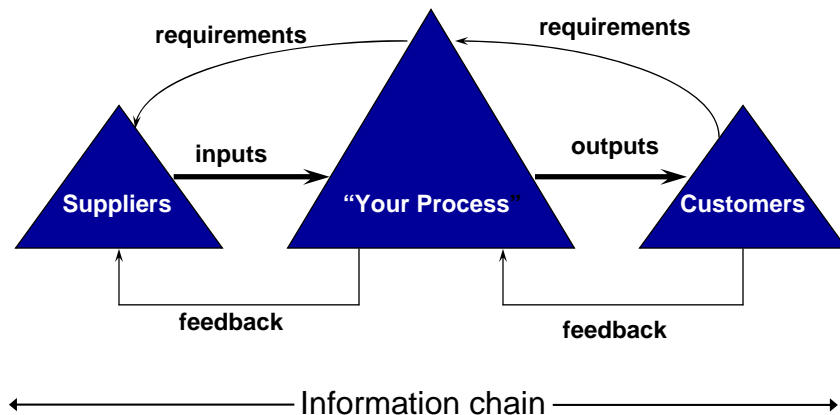 requirements
requirements
inputs
outputs
Suppliers
“Your Process”
Customers
feedback
feedback
Information chain